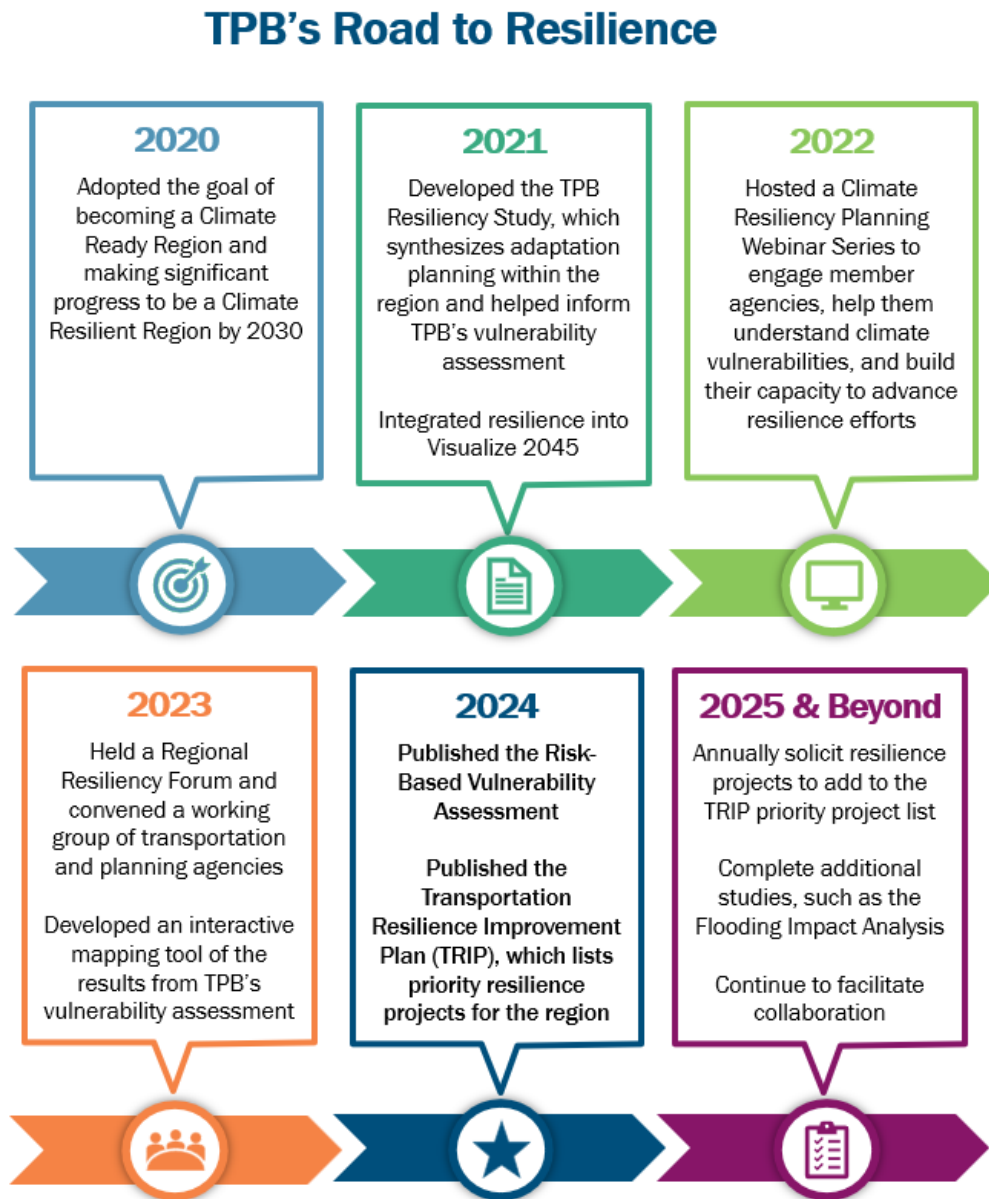 TPB's Road to Resilience
2020
Adopted the goal of
becoming a Climate
Ready Region and
making significant
progress to be a Climate
Resilient Region by 2030
2021
Developed the TPB
Resiliency Study, which
synthesizes adaptation
planning within the
region and helped inform
TPB's vulnerability
assessment
Integrated resilience into
Visualize 2045
2022
Hosted a Climate
Resiliency Planning
Webinar Series to
engage member
agencies, help them
understand climate
vulnerabilities, and build
their capacity to advance
resilience efforts
2023
Held a Regional
Resiliency Forum and
convened a working
group of transportation
and planning agencies
Developed an interactive
mapping tool of the
results from TPB's
vulnerability assessment
2024
Published the Risk-
Based Vulnerability
Assessment
Published the
Transportation
Resilience Improvement
Plan (TRIP), which lists
priority resilience
projects for the region
2025 & Beyond
Annually solicit resilience
projects to add to the
TRIP priority project list
Complete additional
studies, such as the
Flooding Impact Analysis
Continue to facilitate
collaboration